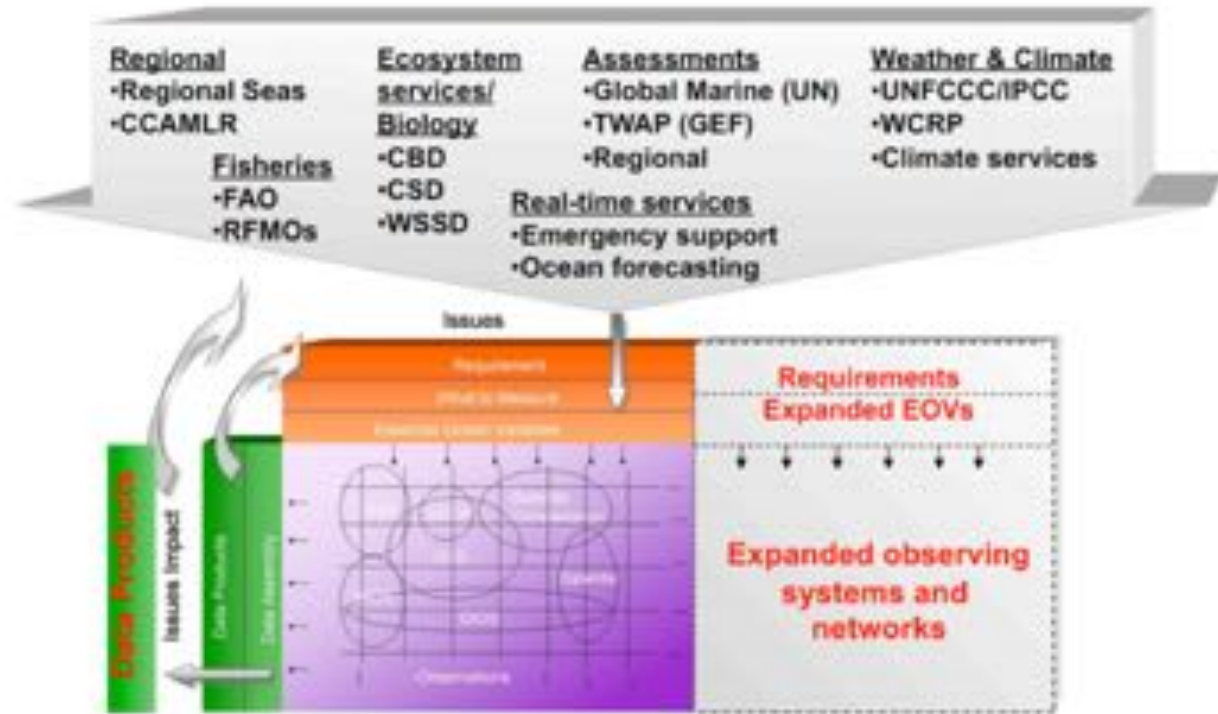 Regional
•Regional Seas
•CCAMLR
Fisheries
•FAO
•RFMOs
Ecosystem
services/
Biology
•CBD
•CSD
•WSSD
Assessments
•Global Marine (UN)
•TWAP (GEF)
•Regional
Real-time services
•Emergency support
•Ocean forecasting
Weather & Climate
•UNFCCC/IPCC
•WCRP
•Climate services
Issues
Requirement
What to Measure
Essential Ocean Variables
Requirements
Expanded EOVs
Data Products
Issues Impact
Data Products
Data Assembly
Satellite
Observations
Expanded observing
systems and
networks